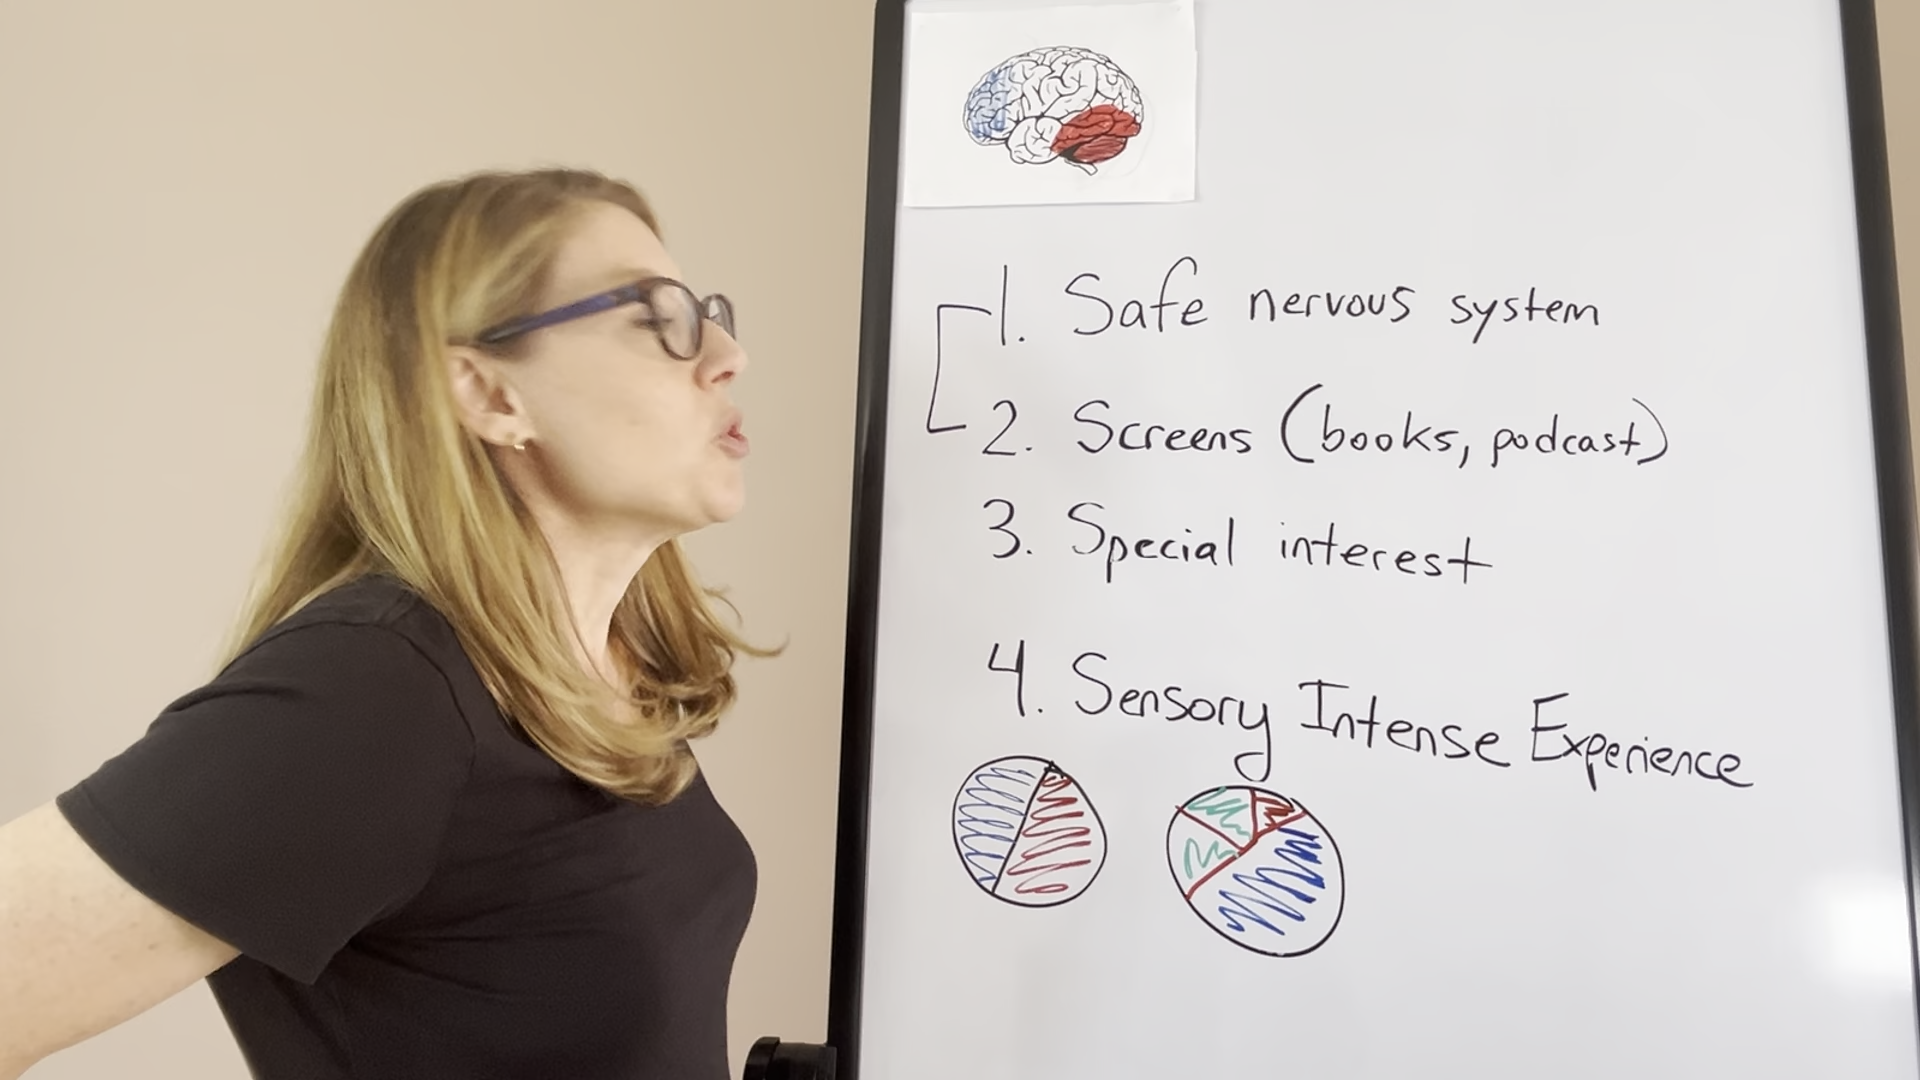 1. Safe nervous system
2. Screens (books, podcast)
3. Special interest
4. Sensory Intense Experience